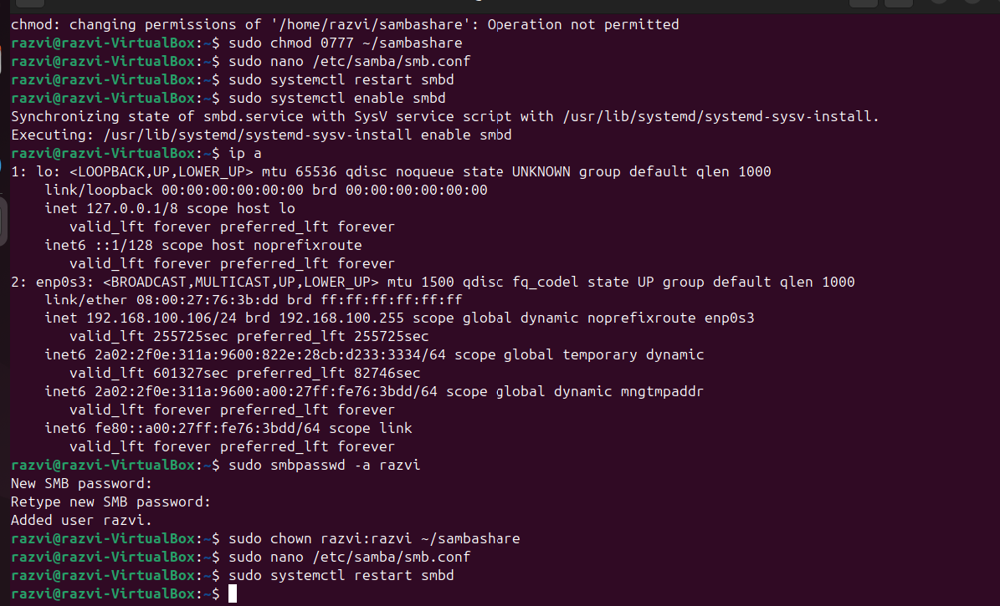 chmod: changing permissions of '/home/razvi/sambashare': Operation not permitted
razvi@razvi-VirtualBox:~$ sudo chmod 0777 ~/sambashare
razvi@razvi-VirtualBox:~$ sudo nano /etc/samba/smb.conf
razvi@razvi-VirtualBox:~$ sudo systemctl restart smbd
razvi@razvi-VirtualBox:~$ sudo systemctl enable smbd
Synchronizing state of smbd.service with SysV service script with /usr/lib/systemd/systemd-sysv-install.
Executing: /usr/lib/systemd/systemd-sysv-install enable smbd
razvi@razvi-VirtualBox:~$ ip a
1: lo: <LOOPBACK,UP,LOWER_UP> mtu 65536 qdisc noqueue state UNKNOWN group default qlen 1000
    link/loopback 00:00:00:00:00:00 brd 00:00:00:00:00:00
    inet 127.0.0.1/8 scope host lo
       valid_lft forever preferred_lft forever
    inet6 ::1/128 scope host noprefixroute
       valid_lft forever preferred_lft forever
2: enp0s3: <BROADCAST,MULTICAST,UP,LOWER_UP> mtu 1500 qdisc fq_codel state UP group default qlen 1000
    link/ether 08:00:27:76:3b:dd brd ff:ff:ff:ff:ff:ff
    inet 192.168.100.106/24 brd 192.168.100.255 scope global dynamic noprefixroute enp0s3
       valid_lft 255725sec preferred_lft 255725sec
    inet6 2a02:2f0e:311a:9600:822e:28cb:d233:3334/64 scope global temporary dynamic
       valid_lft 601327sec preferred_lft 82746sec
    inet6 2a02:2f0e:311a:9600:a00:27ff:fe76:3bdd/64 scope global dynamic mngtmpaddr
       valid_lft forever preferred_lft forever
    inet6 fe80::a00:27ff:fe76:3bdd/64 scope link
       valid_lft forever preferred_lft forever
razvi@razvi-VirtualBox:~$ sudo smbpasswd -a razvi
New SMB password:
Retype new SMB password:
Added user razvi.
razvi@razvi-VirtualBox:~$ sudo chown razvi:razvi ~/sambashare
razvi@razvi-VirtualBox:~$ sudo nano /etc/samba/smb.conf
razvi@razvi-VirtualBox:~$ sudo systemctl restart smbd
razvi@razvi-VirtualBox:~$